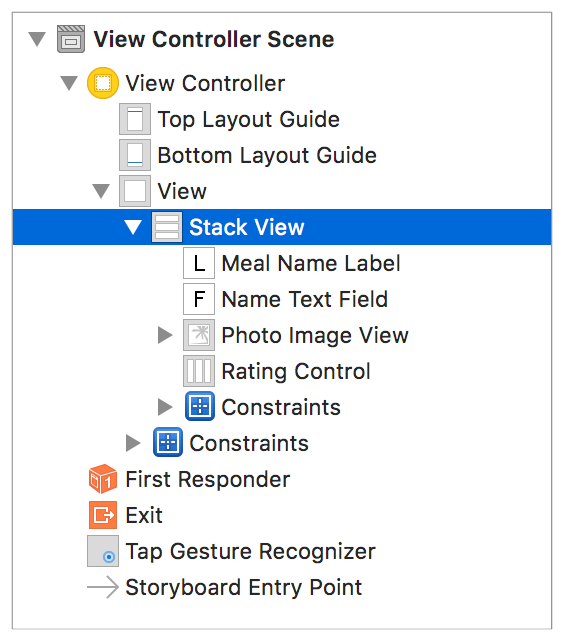 View Controller Scene
View Controller
Top Layout Guide
Bottom Layout Guide
View
Stack View
L Meal Name Label
F Name Text Field
Photo Image View
Rating Control
Constraints
Constraints
1 First Responder
Exit
Tap Gesture Recognizer
Storyboard Entry Point